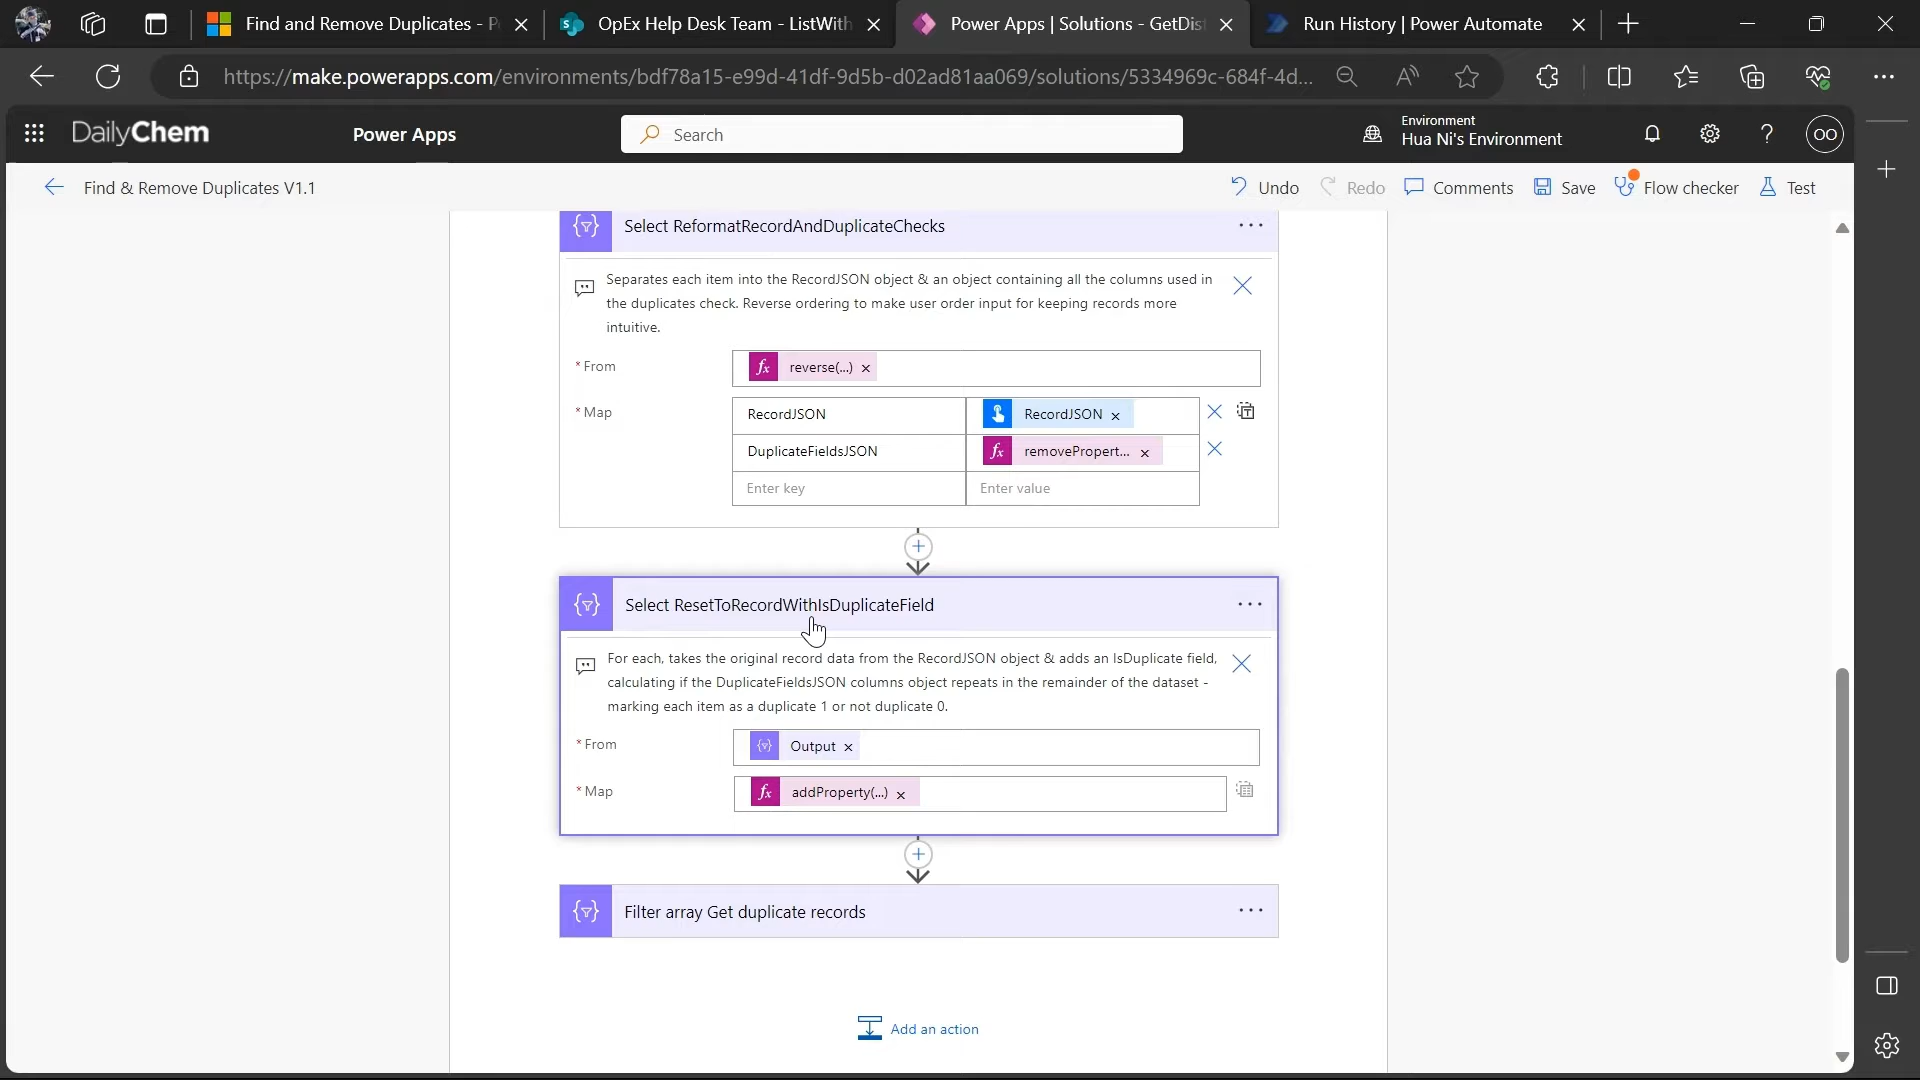 Find and Remove Duplicates - P
OpEx Help Desk Team - ListWith
Power Apps | Solutions - GetDist
Run History | Power Automate
https://make.powerapps.com/environments/bdf78a15-e99d-41df-9d5b-d02ad81aa069/solutions/5334969c-684f-4d...
DailyChem
Power Apps
Search
Environment
Hua Ni's Environment
OO
Find & Remove Duplicates V1.1
Undo
Redo
Comments
Save
Flow checker
Test
Select ReformatRecordAndDuplicateChecks
Separates each item into the RecordJSON object & an object containing all the columns used in
the duplicates check. Reverse ordering to make user order input for keeping records more
intuitive.
* From
reverse(...)
* Map
RecordJSON
RecordJSON
DuplicateFieldsJSON
removePropert...
Enter key
Enter value
Select ResetToRecordWithIsDuplicateField
For each, takes the original record data from the RecordJSON object & adds an IsDuplicate field,
calculating if the DuplicateFieldsJSON columns object repeats in the remainder of the dataset -
marking each item as a duplicate 1 or not duplicate 0.
* From
Output
* Map
addProperty(...)
Filter array Get duplicate records
Add an action